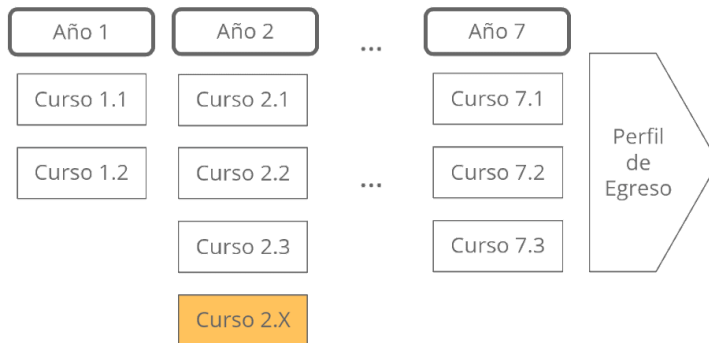 Año 1
Año 2
...
Año 7
Curso 1.1
Curso 2.1
Curso 7.1
Curso 1.2
Curso 2.2
...
Curso 7.2
Curso 2.3
Curso 7.3
Curso 2.X
Perfil
de
Egreso